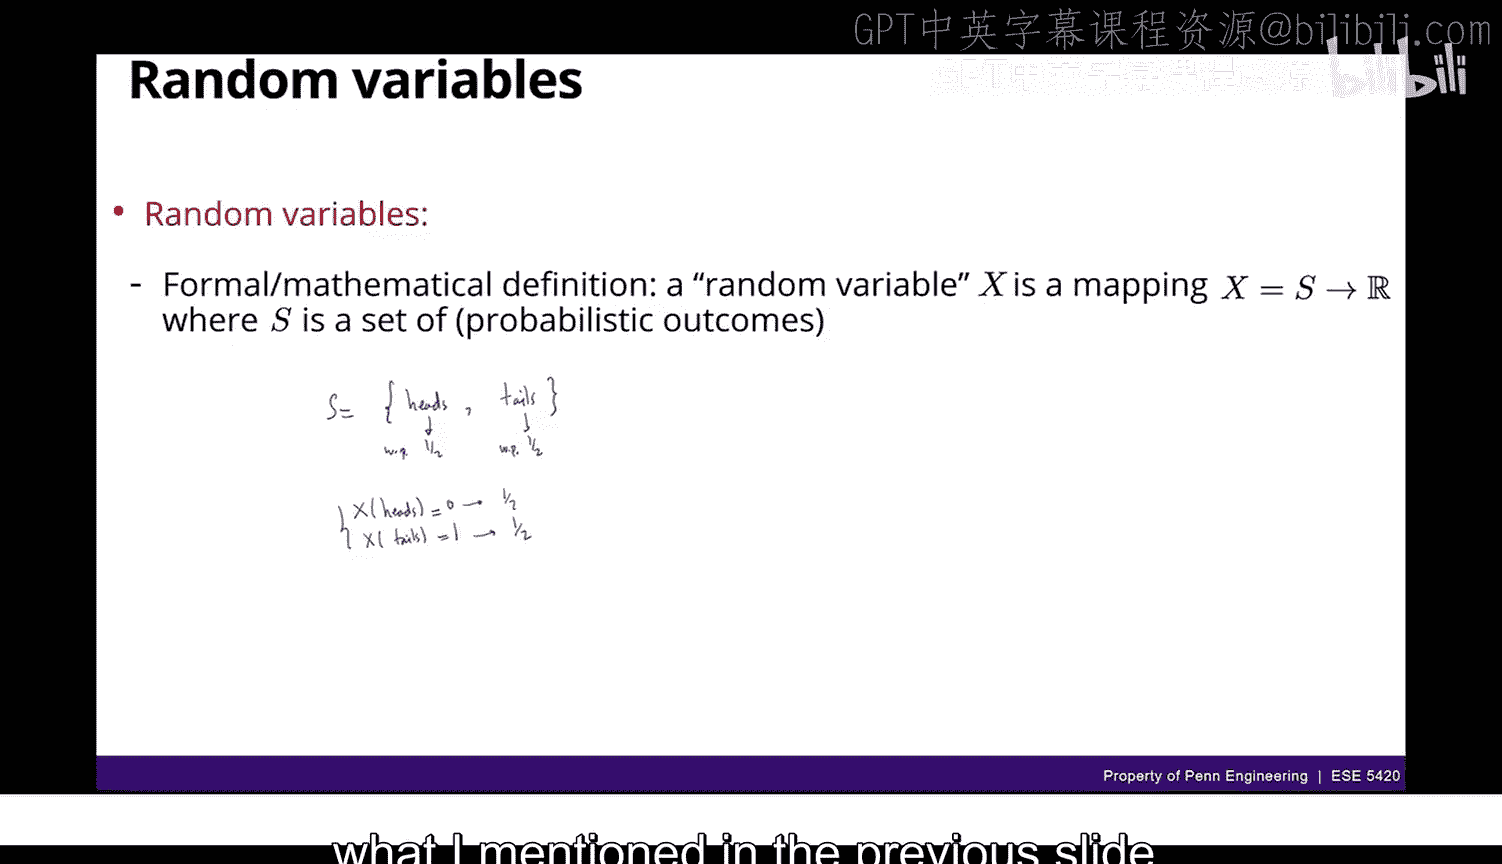 GPT中英字幕课程资源@bilibili.com
bilibili
Random variables
• Random variables:
- Formal/mathematical definition: a “random variable” X is a mapping X = S → ℝ
where S is a set of (probabilistic outcomes)
S= { heads , tails }
↓ ↓
w.p. 1/2 w.p. 1/2
{ X(heads) = 0 → 1/2
X( tails) = 1 → 1/2
Property of Penn Engineering | ESE 5420
what I mentioned in the previous slide